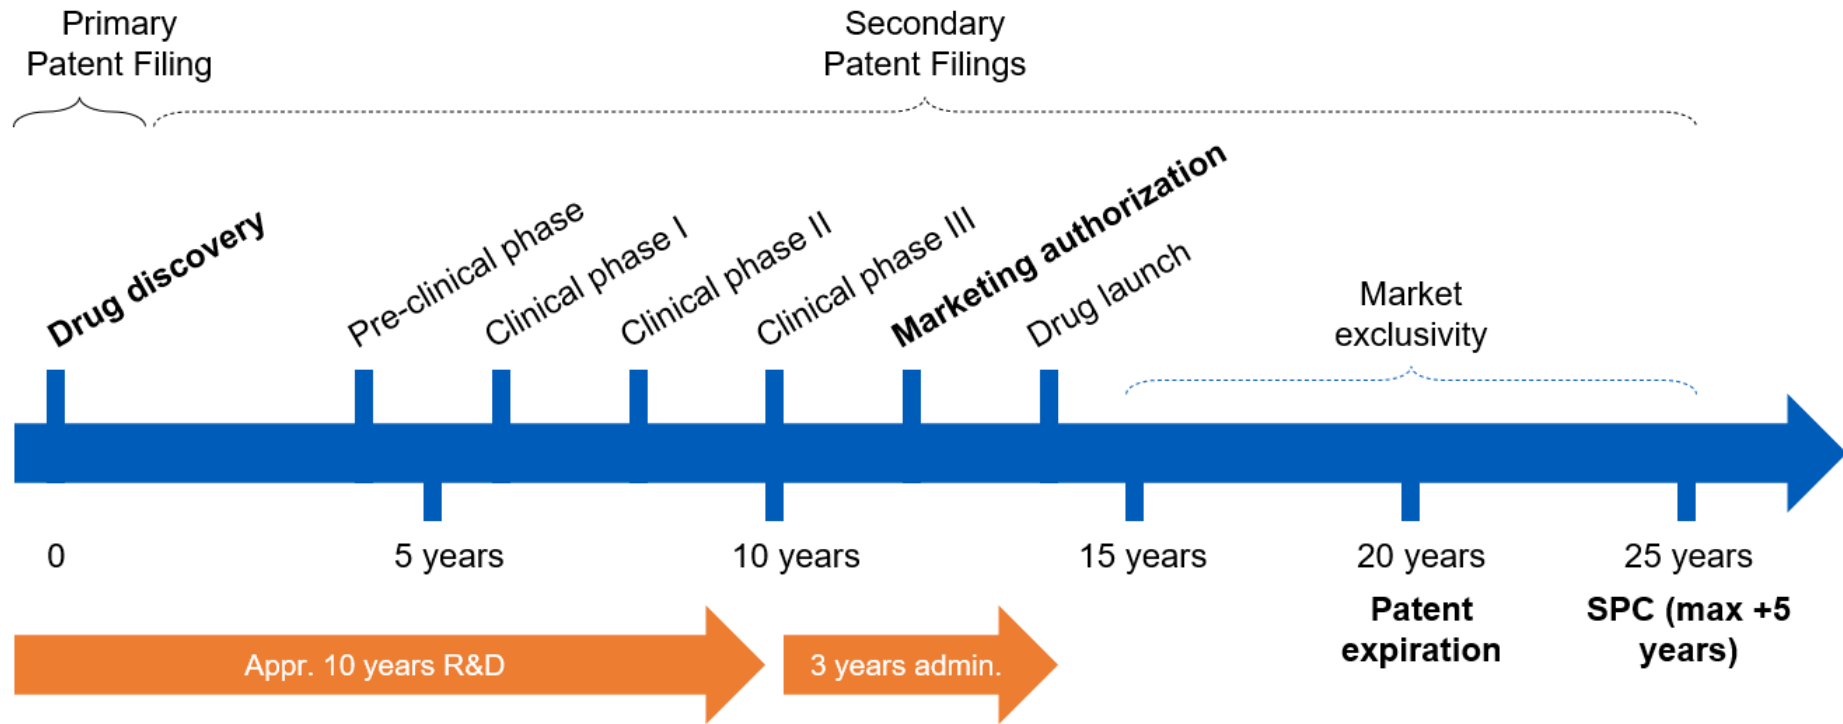 Primary
Patent Filing
Secondary
Patent Filings
Drug discovery
Pre-clinical phase
Clinical phase I
Clinical phase II
Clinical phase III
Marketing authorization
Drug launch
Market
exclusivity
0
5 years
10 years
15 years
20 years
25 years
Patent
expiration
SPC (max +5
years)
Appr. 10 years R&D
3 years admin.